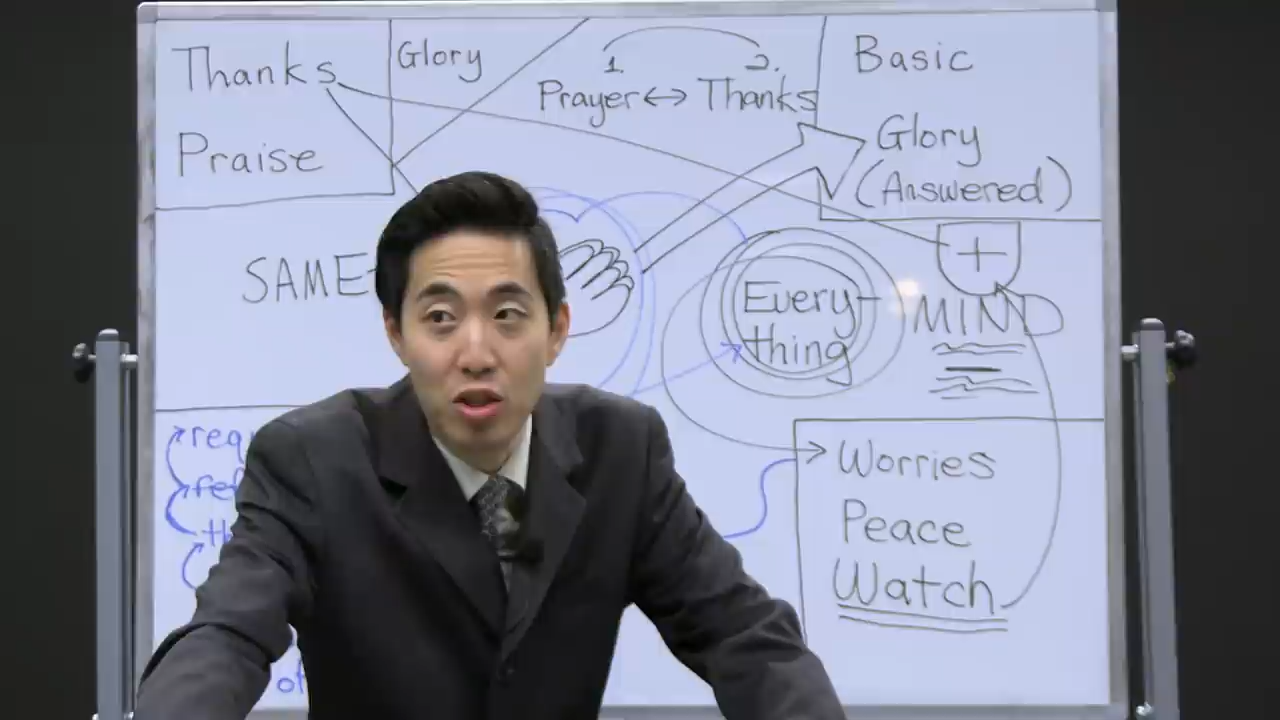 Thanks
Praise
Glory
1. 2.
Prayer ↔ Thanks
Basic
Glory
(Answered)
SAME
Every-
thing
MIND
Worries
Peace
Watch
of